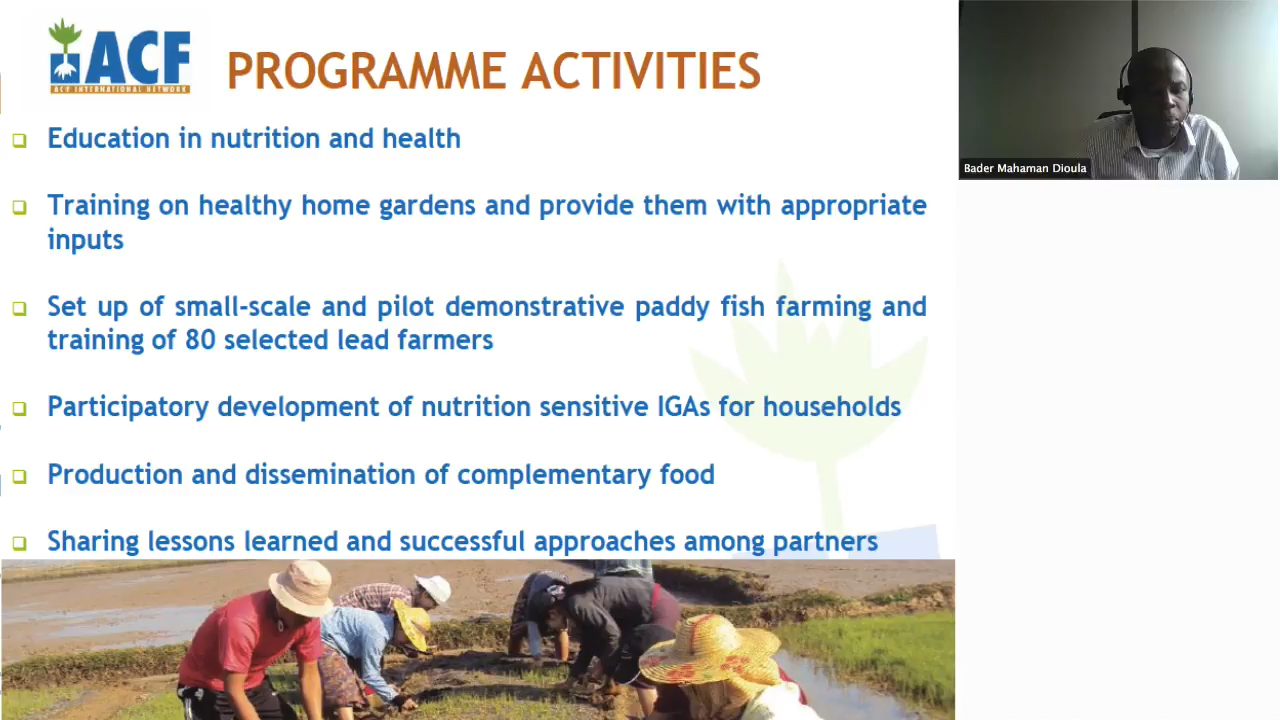 ACF
ACF INTERNATIONAL NETWORK
PROGRAMME ACTIVITIES
Education in nutrition and health
Training on healthy home gardens and provide them with appropriate
inputs
Set up of small-scale and pilot demonstrative paddy fish farming and
training of 80 selected lead farmers
Participatory development of nutrition sensitive IGAs for households
Production and dissemination of complementary food
Sharing lessons learned and successful approaches among partners
Bader Mahaman Dioula